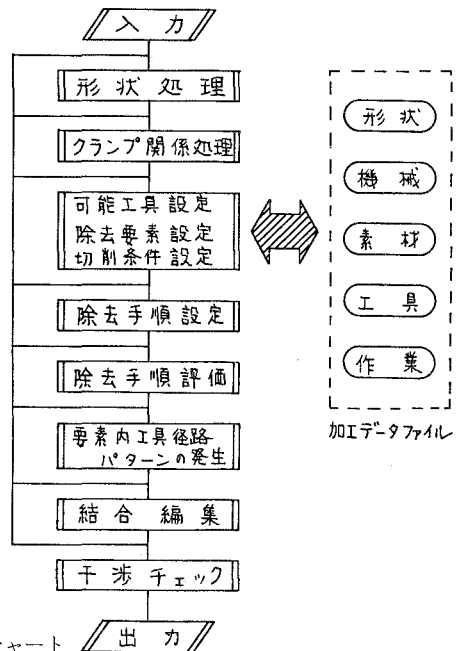 入力
形状処理
クランプ関係処理
可能工具設定
除去要素設定
切削条件設定
除去手順設定
除去手順評価
要素内工具径路
パターンの発生
結合編集
干渉チェック
出力
チャート
形状
機械
素材
工具
作業
加工データファイル